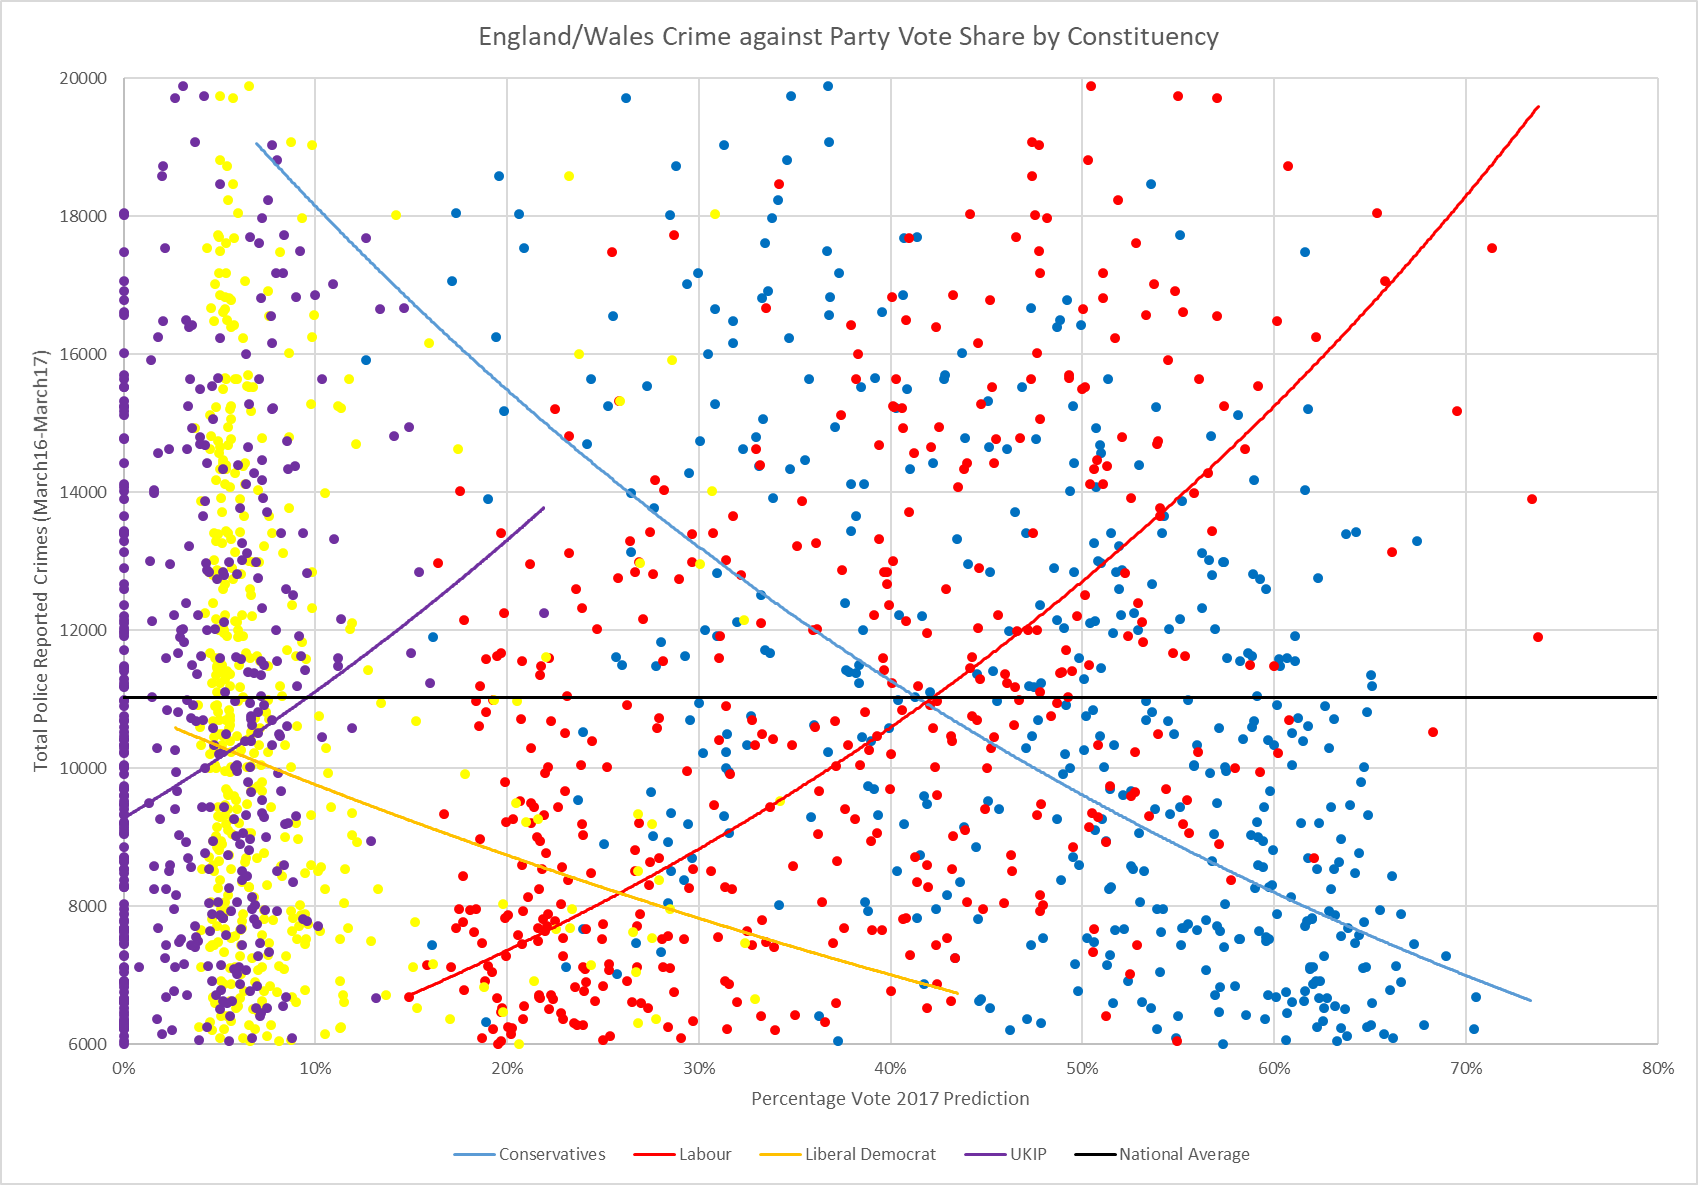 England/Wales Crime against Party Vote Share by Constituency
Total Police Reported Crimes (March16-March17)
20000
18000
16000
14000
12000
10000
8000
6000
0% 10% 20% 30% 40% 50% 60% 70% 80%
Percentage Vote 2017 Prediction
Conservatives Labour Liberal Democrat UKIP National Average